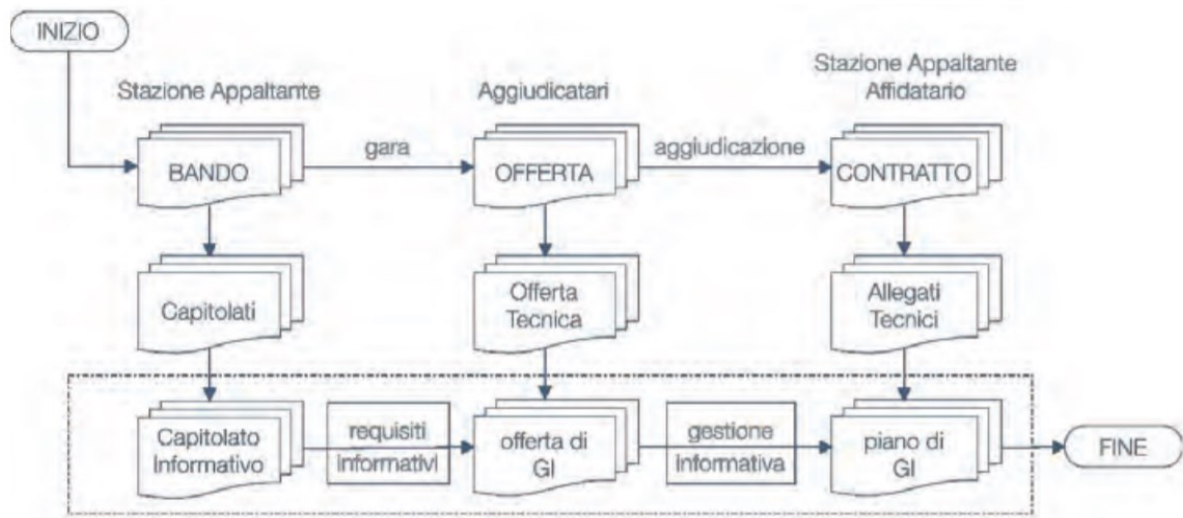 INIZIO
Stazione Appaltante
Aggiudicatari
Stazione Appaltante
Affidatario
BANDO
gara
OFFERTA
aggiudicazione
CONTRATTO
Capitolati
Offerta
Tecnica
Allegati
Tecnici
Capitolato
Informativo
requisiti
informativi
offerta di
GI
gestione
informativa
piano di
GI
FINE